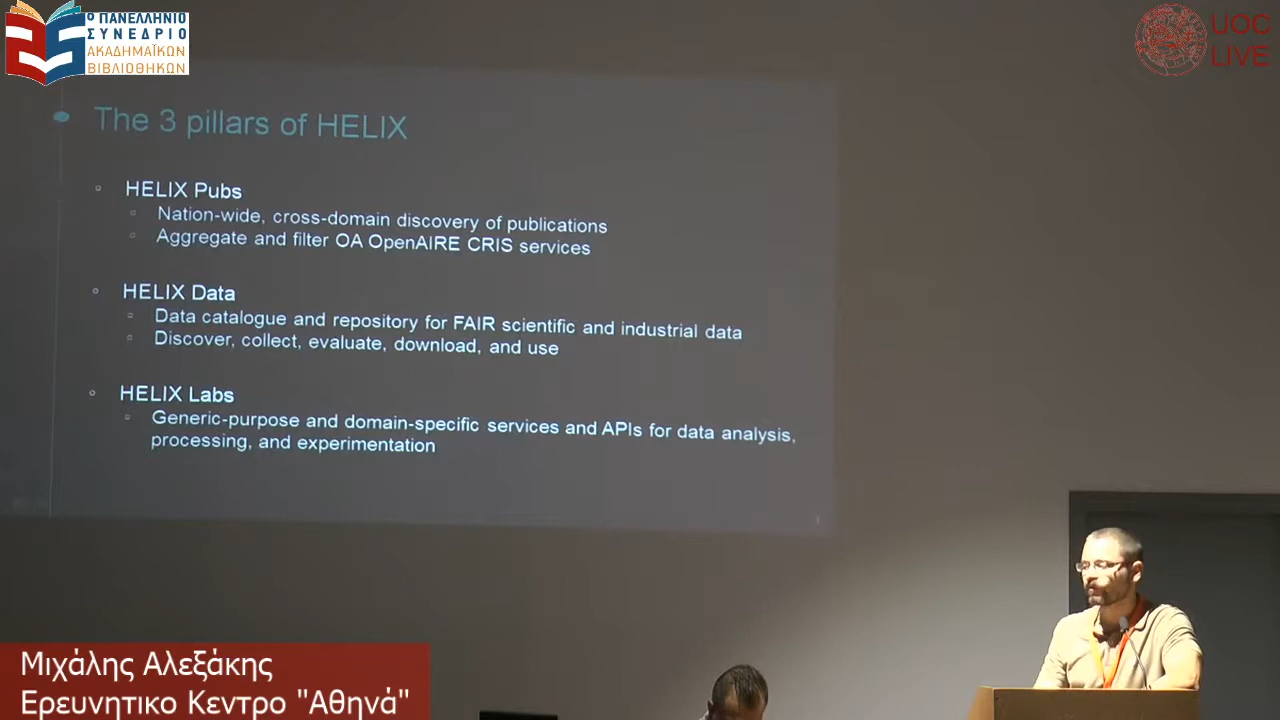 Ο ΠΑΝΕΛΛΗΝΙΟ
ΣΥΝΕΔΡΙΟ
ΑΚΑΔΗΜΑΪΚΩΝ
ΒΙΒΛΙΟΘΗΚΩΝ
UOC
LIVE
The 3 pillars of HELIX
HELIX Pubs
Nation-wide, cross-domain discovery of publications
Aggregate and filter OA OpenAIRE CRIS services
HELIX Data
Data catalogue and repository for FAIR scientific and industrial data
Discover, collect, evaluate, download, and use
HELIX Labs
Generic-purpose and domain-specific services and APIs for data analysis,
processing, and experimentation
Μιχάλης Αλεξάκης
Ερευνητικο Κεντρο "Αθηνά"